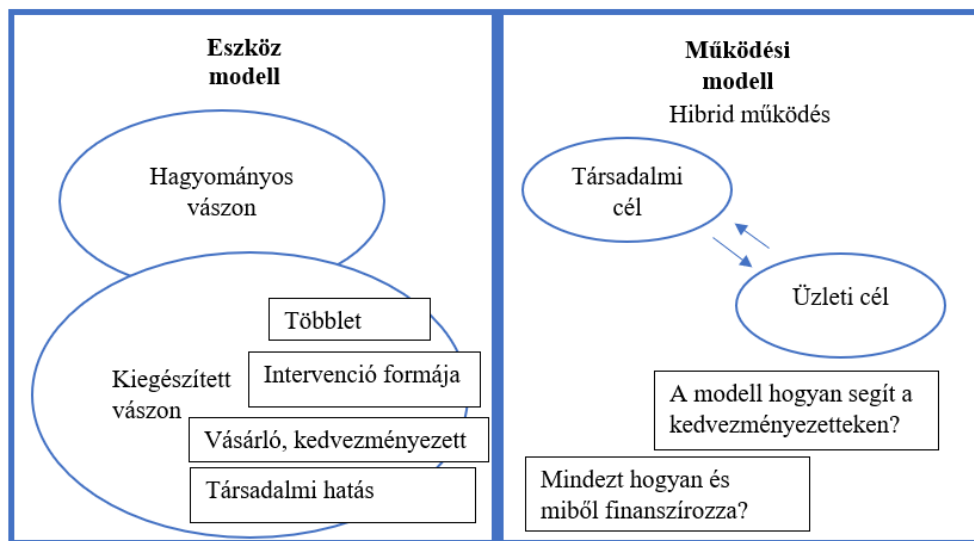 Eszköz
modell
Hagyományos
vászon
Kiegészített
vászon
Többlet
Intervenció formája
Vásárló, kedvezményezett
Társadalmi hatás
Működési
modell
Hibrid működés
Társadalmi
cél
Üzleti cél
A modell hogyan segít a
kedvezményezetteken?
Mindezt hogyan és
miből finanszírozza?